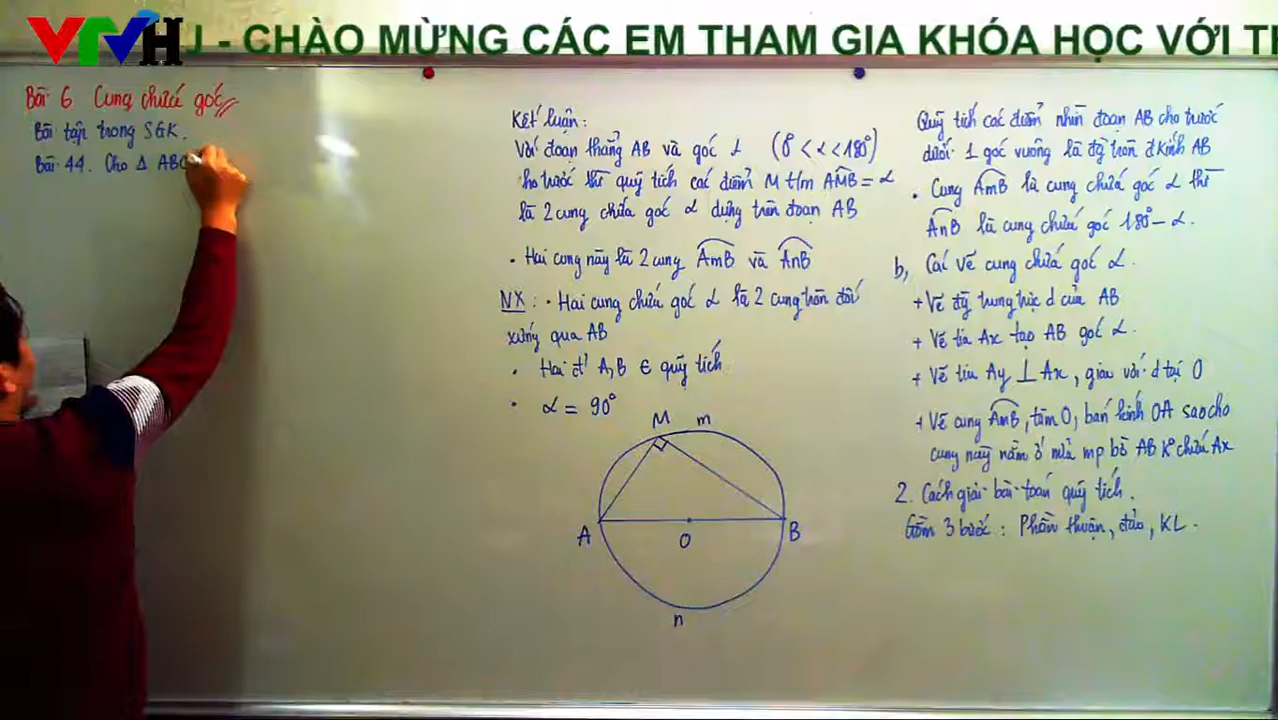 VTVH
J - CHÀO MỪNG CÁC EM THAM GIA KHÓA HỌC VỚI TH
Bài 6 Cung chứa góc
Bài tập trong SGK.
Bài 44. Cho Δ ABC
Kết luận:
Với đoạn thẳng AB và góc α (0° < α < 180°)
ho trước thì quỹ tích các điểm M t/m AMB = α
là 2 cung chứa góc α dựng trên đoạn AB
. Hai cung này là 2 cung AmB và AnB
NX : . Hai cung chứa góc α là 2 cung tròn đối
xứng qua AB
. Hai đ' A, B ∈ quỹ tích
. α = 90°
M m
A O B
n
Quỹ tích các điểm nhìn đoạn AB cho trước
dưới 1 góc vuông là đg tròn đkính AB
. Cung AmB là cung chứa góc α thì
AnB là cung chứa góc 180° - α.
b, Cách vẽ cung chứa góc α.
+ Vẽ đg trung trực d của AB
+ Vẽ tia Ax tạo AB góc α.
+ Vẽ tia Ay ⊥ Ax, giao với d tại O
+ Vẽ cung AmB, tâm O, bán kính OA sao cho
cung này nằm ở nửa mp bờ AB K° chứa Ax
2. Cách giải bài toán quỹ tích.
Gồm 3 bước : Phần thuận, đảo, KL.